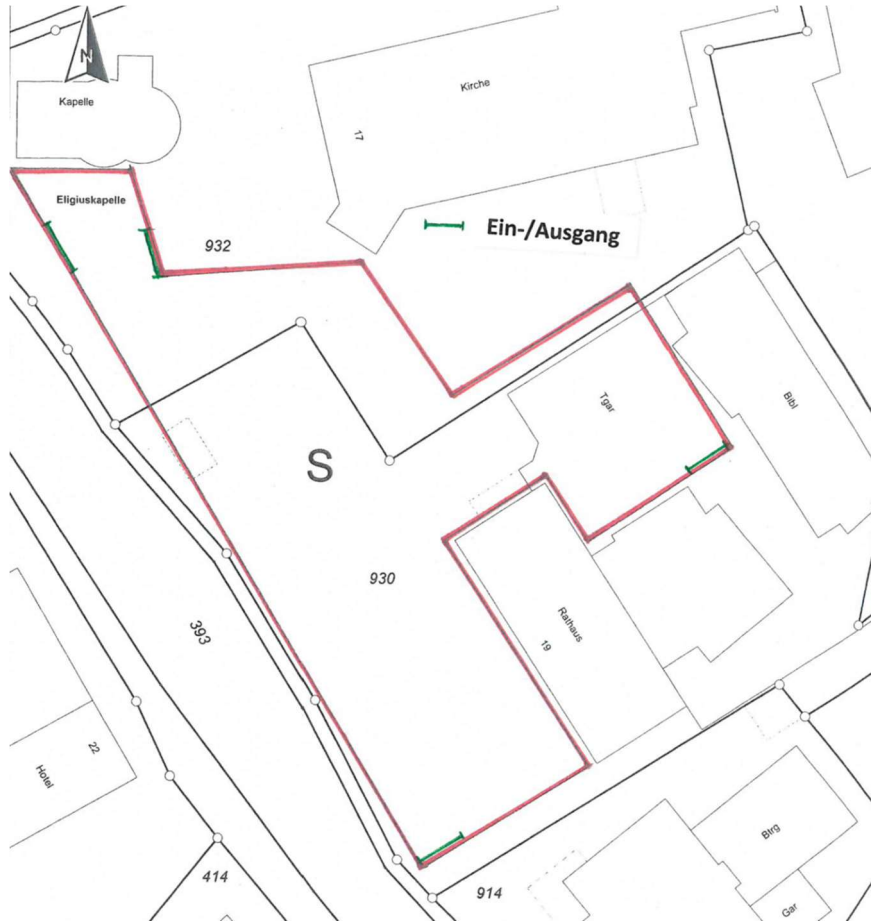 N
Kapelle
Kirche
17
Eligiuskapelle
932
Ein-/Ausgang
Tgar
Bibl
S
930
393
Rathaus
19
22
Hotel
Btrg
414
914
Gar